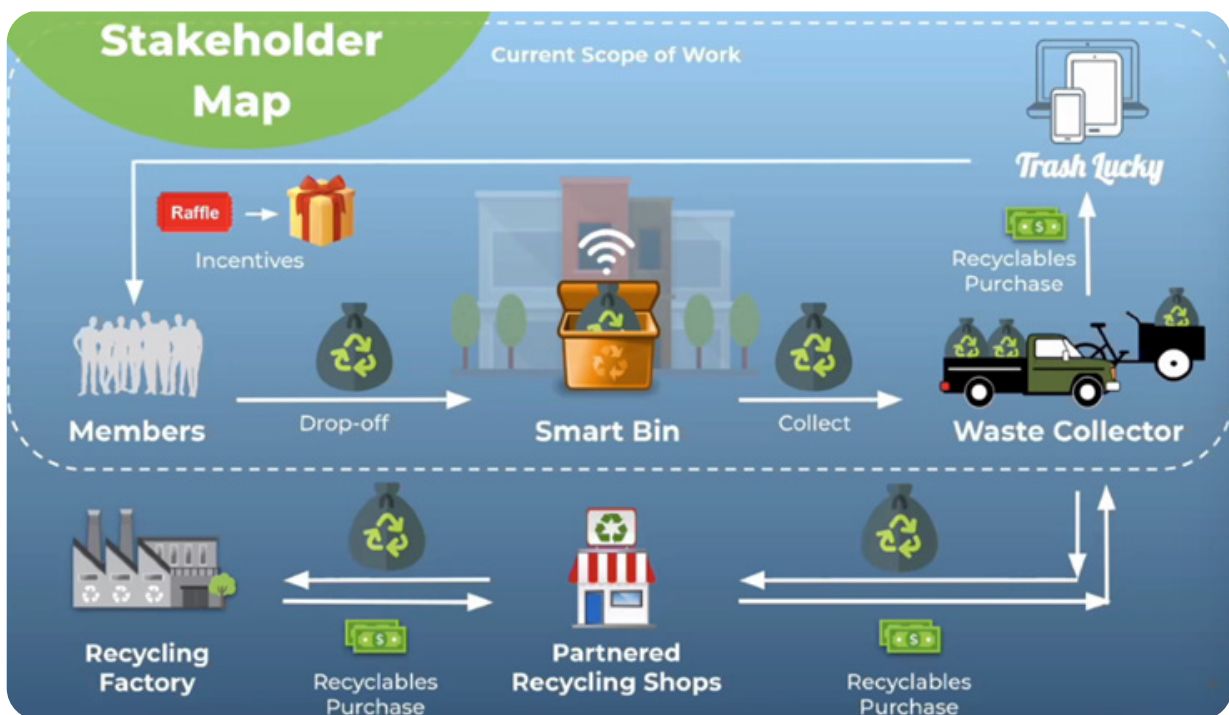 Stakeholder
Map
Current Scope of Work
Trash Lucky
Raffle
Incentives
Recyclables
Purchase
Members
Drop-off
Smart Bin
Collect
Waste Collector
Recycling
Factory
Recyclables
Purchase
Partnered
Recycling Shops
Recyclables
Purchase